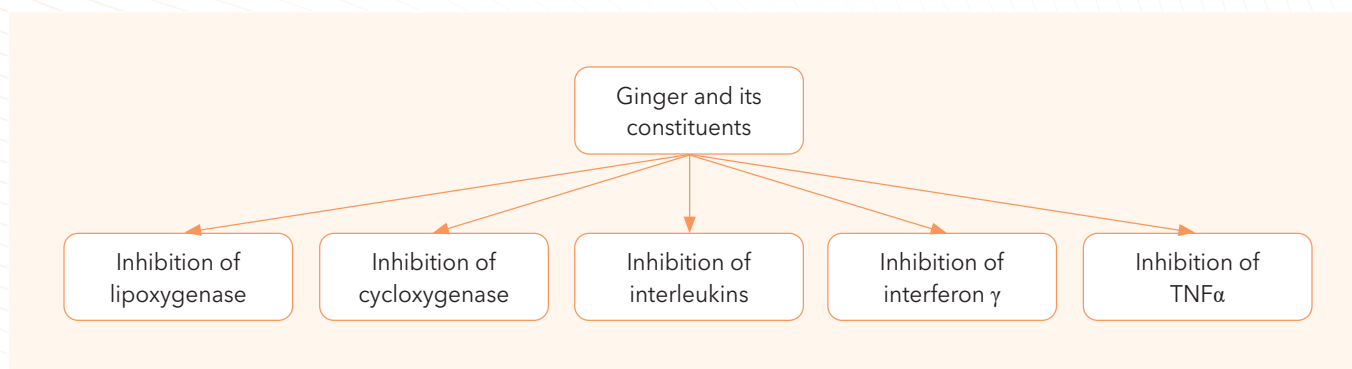 Ginger and its
constituents
Inhibition of
lipoxygenase
Inhibition of
cycloxygenase
Inhibition of
interleukins
Inhibition of
interferon γ
Inhibition of
TNFα